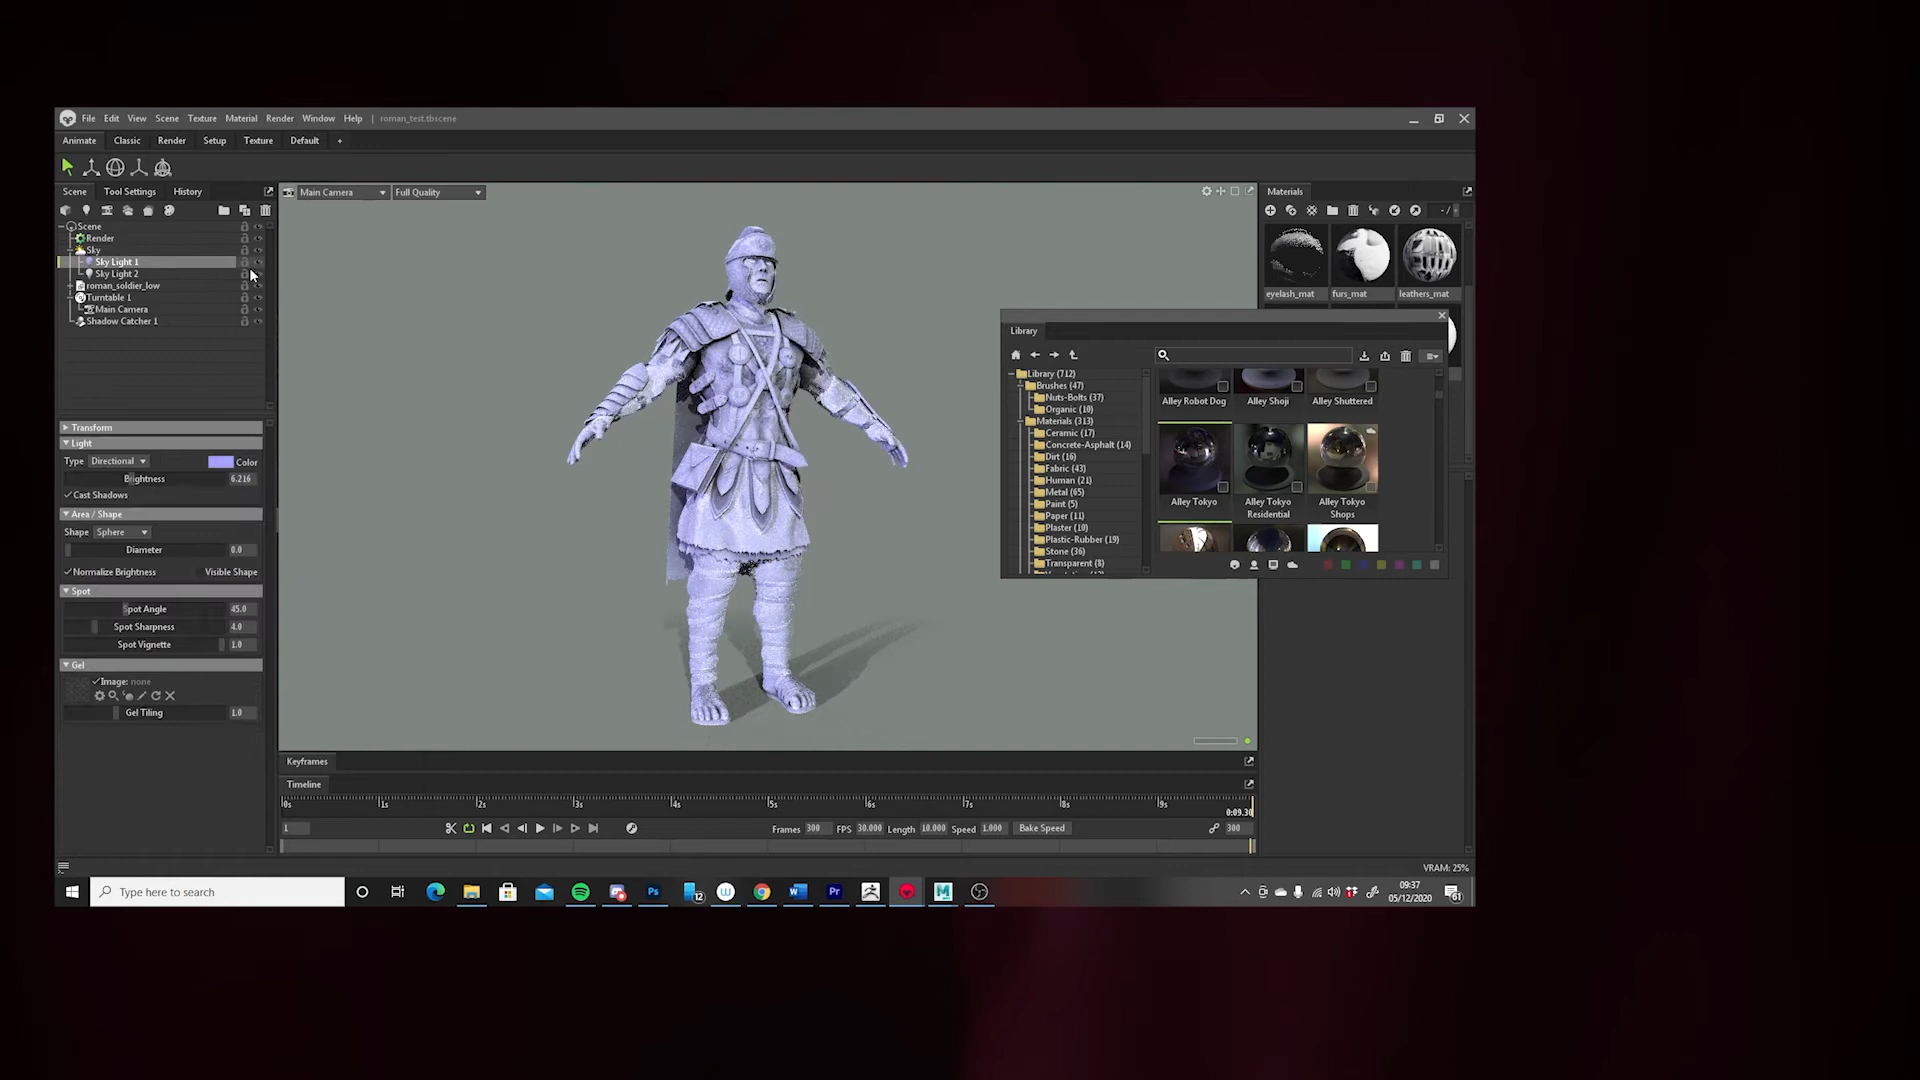 File Edit View Scene Texture Material Render Window Help | roman_test.tbscene
Animate Classic Render Setup Texture Default +
Scene Tool Settings History
Main Camera Full Quality
Materials
Scene
Render
Sky
Sky Light 1
Sky Light 2
roman_soldier_low
Turntable 1
Main Camera
Shadow Catcher 1
eyelash_mat furs_mat leathers_mat
Library
Library (712)
Brushes (47)
Nuts-Bolts (37)
Organic (10)
Materials (313)
Ceramic (17)
Concrete-Asphalt (14)
Dirt (16)
Fabric (43)
Human (21)
Metal (65)
Paint (5)
Paper (11)
Plaster (10)
Plastic-Rubber (19)
Stone (36)
Transparent (8)
Alley Robot Dog Alley Shoji Alley Shuttered
Alley Tokyo Alley Tokyo Residential Alley Tokyo Shops
Transform
Light
Type Directional Color
Brightness 6.216
Cast Shadows
Area / Shape
Shape Sphere
Diameter 0.0
Normalize Brightness Visible Shape
Spot
Spot Angle 45.0
Spot Sharpness 4.0
Spot Vignette 1.0
Gel
Image: none
Gel Tiling 1.0
Keyframes
Timeline
0s 1s 2s 3s 4s 5s 6s 7s 8s 9s
0:09.30
1 Frames 300 FPS 30.000 Length 10.000 Speed 1.000 Bake Speed 300
VRAM: 25%
Type here to search
12
W
Ps
Pr
M
09:37
05/12/2020
61